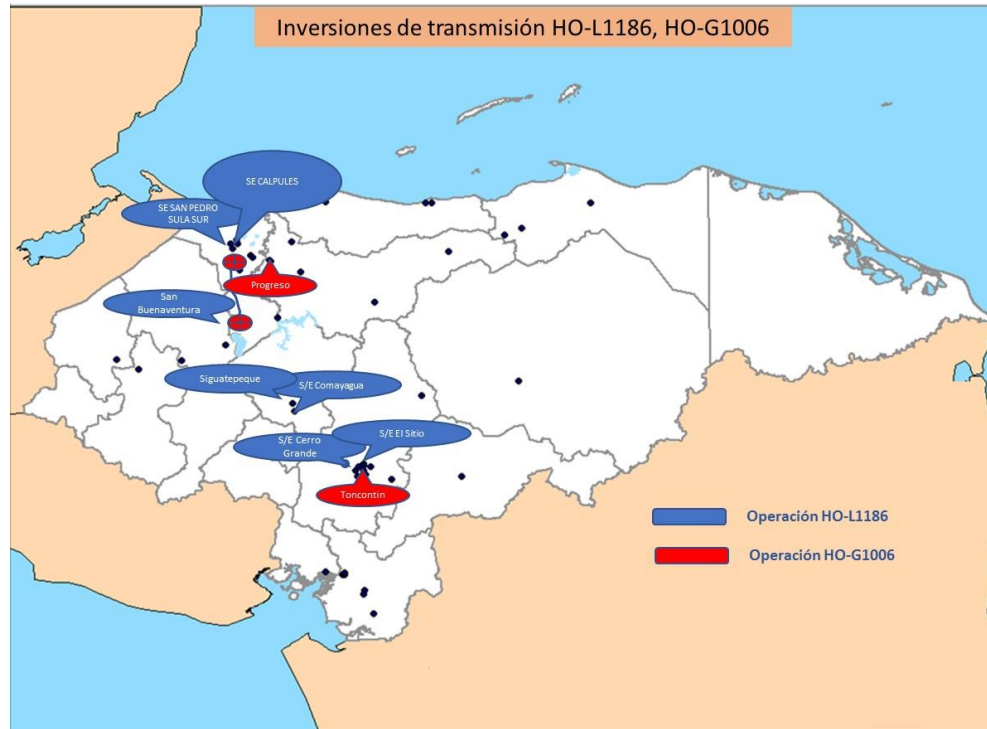 Inversiones de transmisión HO-L1186, HO-G1006
SE CALPULES
SE SAN PEDRO
SULA SUR
Progreso
San
Buenaventura
Siguatepeque
S/E Comayagua
S/E Cerro
Grande
S/E El Sitio
Toncontin
Operación HO-L1186
Operación HO-G1006